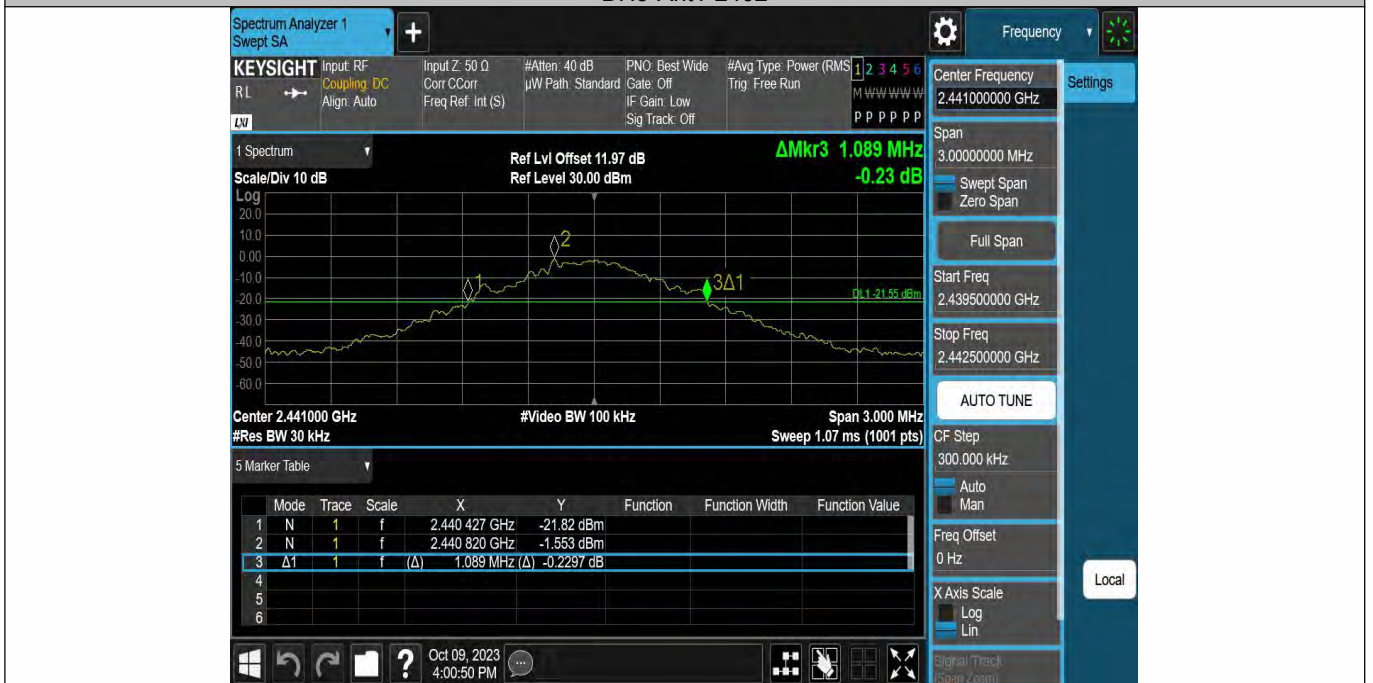 Spectrum Analyzer 1
Swept SA
+
Frequency
KEYSIGHT
RL
LXI
Input: RF
Coupling: DC
Align: Auto
Input Z: 50 Ω
Corr CCorr
Freq Ref: Int (S)
#Atten: 40 dB
µW Path: Standard
PNO: Best Wide
Gate: Off
IF Gain: Low
Sig Track: Off
#Avg Type: Power (RMS
Trig: Free Run
1 2 3 4 5 6
M W W W W W
P P P P P P
1 Spectrum
Scale/Div 10 dB
Ref Lvl Offset 11.97 dB
Ref Level 30.00 dBm
ΔMkr3 1.089 MHz
-0.23 dB
Log
20.0
10.0
0.00
-10.0
-20.0
-30.0
-40.0
-50.0
-60.0
1
2
3Δ1
DL1 -21.55 dBm
Center 2.441000 GHz
#Video BW 100 kHz
Span 3.000 MHz
#Res BW 30 kHz
Sweep 1.07 ms (1001 pts)
5 Marker Table
Mode Trace Scale X Y Function Function Width Function Value
1 N 1 f 2.440 427 GHz -21.82 dBm
2 N 1 f 2.440 820 GHz -1.553 dBm
3 Δ1 1 f (Δ) 1.089 MHz (Δ) -0.2297 dB
4
5
6
?
Oct 09, 2023
4:00:50 PM
Center Frequency
2.441000000 GHz
Settings
Span
3.00000000 MHz
Swept Span
Zero Span
Full Span
Start Freq
2.439500000 GHz
Stop Freq
2.442500000 GHz
AUTO TUNE
CF Step
300.000 kHz
Auto
Man
Freq Offset
0 Hz
Local
X Axis Scale
Log
Lin
Signal Track
(Span Zoom)